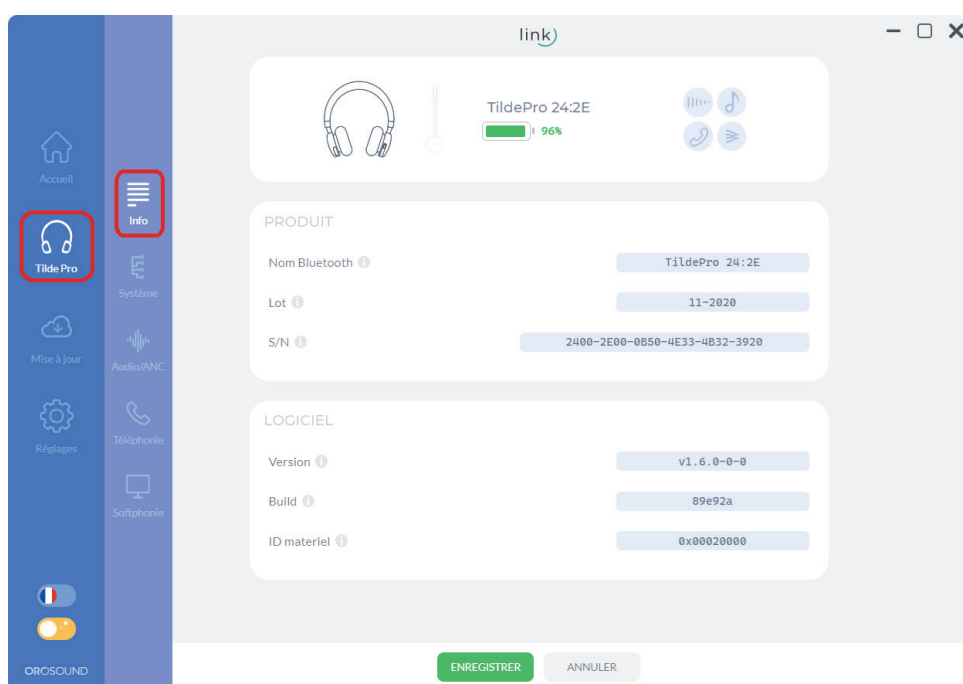 link)
TildePro 24:2E
96%
Accueil
Tilde Pro
Mise à jour
Réglages
OROSOUND
Info
Système
Audio/ANC
Téléphonie
Softphonie
PRODUIT
Nom Bluetooth
TildePro 24:2E
Lot
11-2020
S/N
2400-2E00-0B50-4E33-4B32-3920
LOGICIEL
Version
v1.6.0-0-0
Build
89e92a
ID materiel
0x00020000
ENREGISTRER
ANNULER